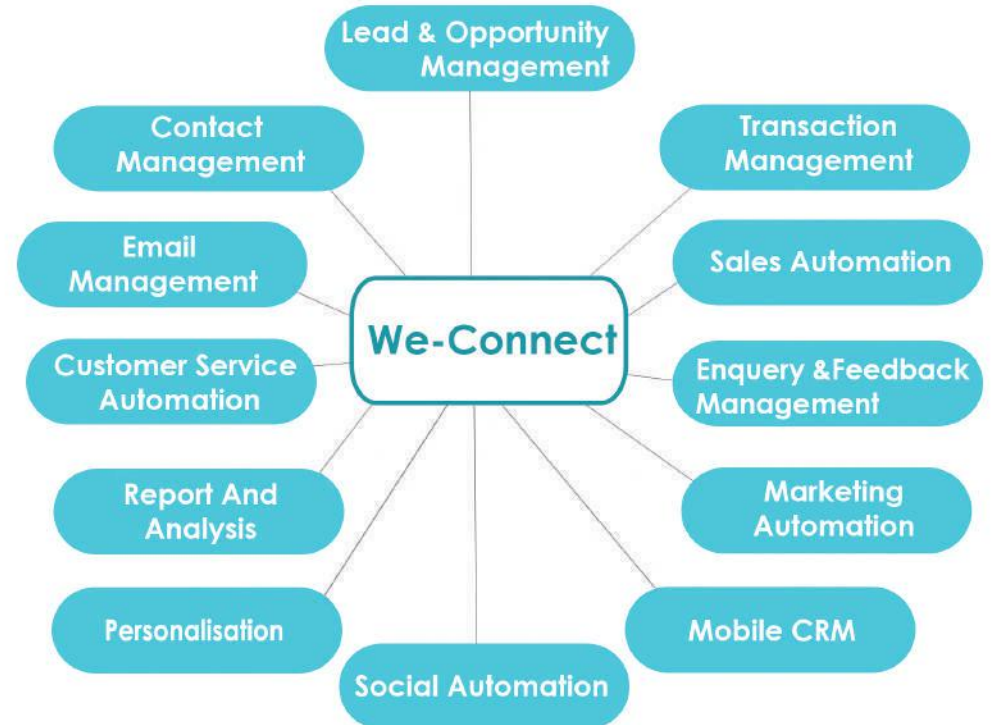 Lead & Opportunity
Management
Contact
Management
Transaction
Management
Email
Management
Sales Automation
We-Connect
Customer Service
Automation
Enquery &Feedback
Management
Report And
Analysis
Marketing
Automation
Personalisation
Mobile CRM
Social Automation